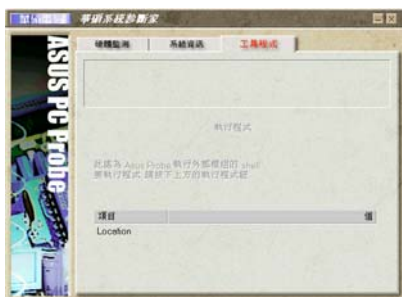 華碩系統診斷家
硬體監測 系統資訊 工具程式
ASUS PC Probe
執行程式
此處為 Asus Probe 執行外部模組的 shell
要執行程式 請按下上方的執行程式鈕
項目 值
Location